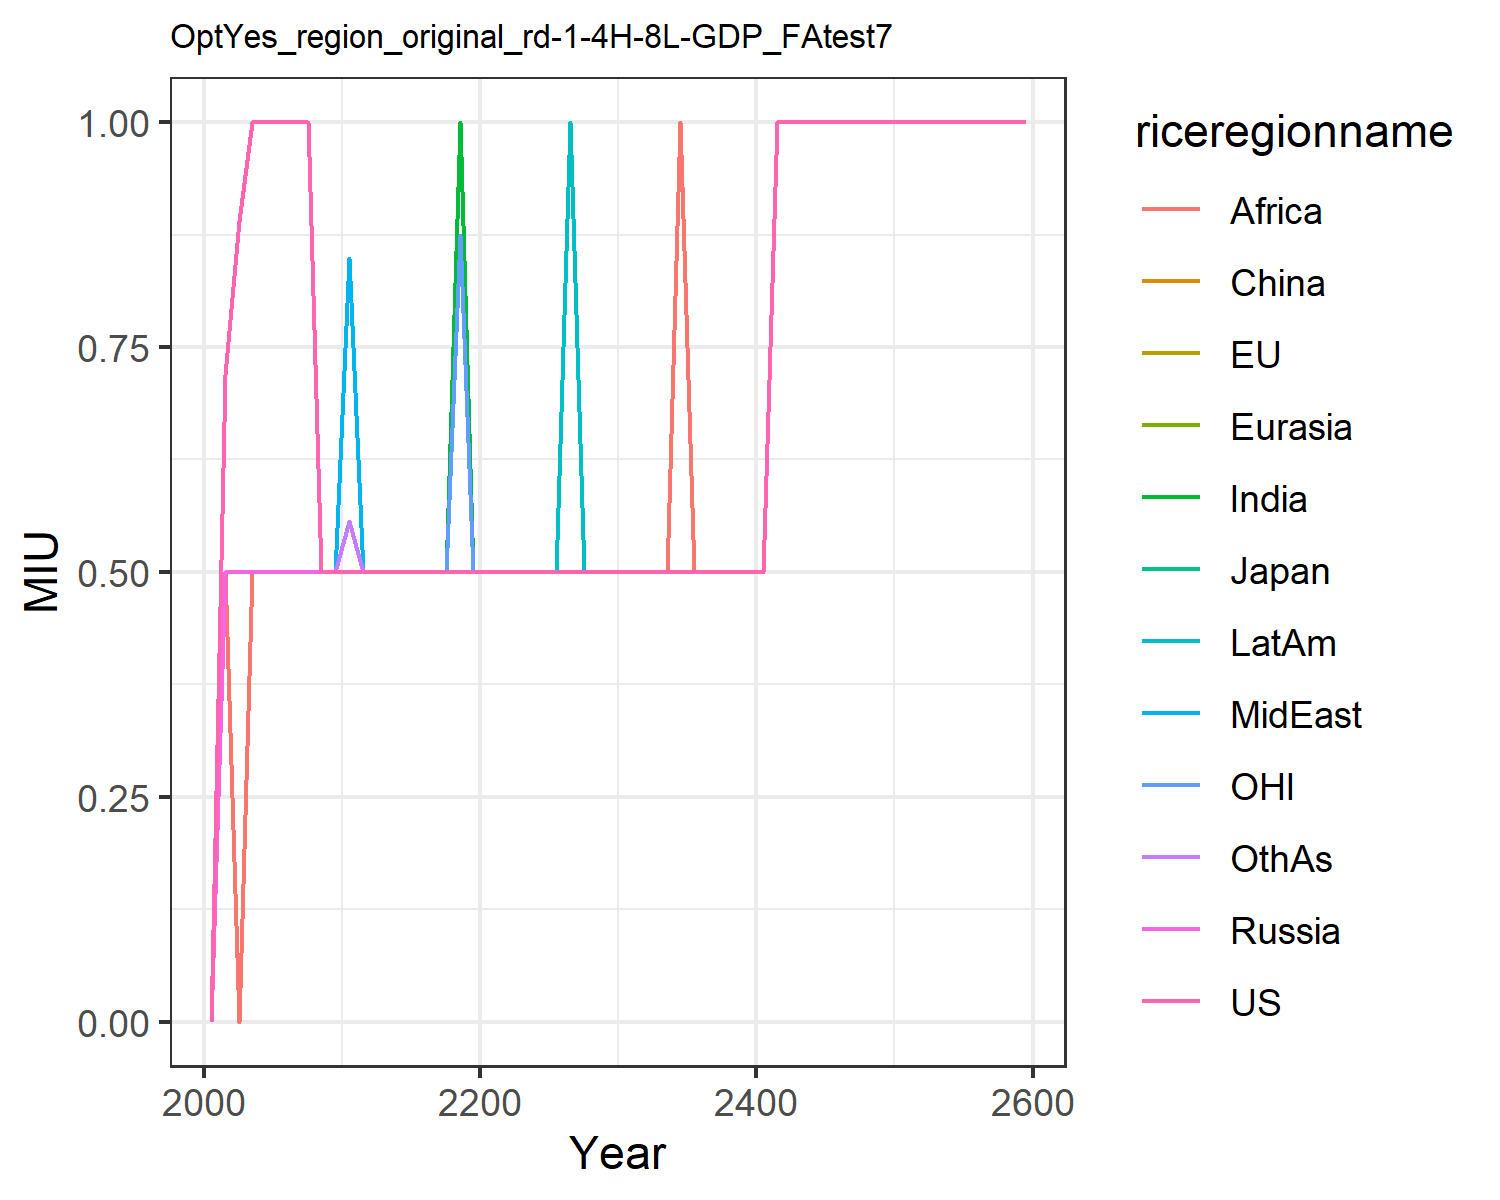 OptYes_region_original_rd-1-4H-8L-GDP_FAtest7
1.00
0.75
0.50
0.25
0.00
MIU
2000
2200
2400
2600
Year
riceregionname
Africa
China
EU
Eurasia
India
Japan
LatAm
MidEast
OHI
OthAs
Russia
US